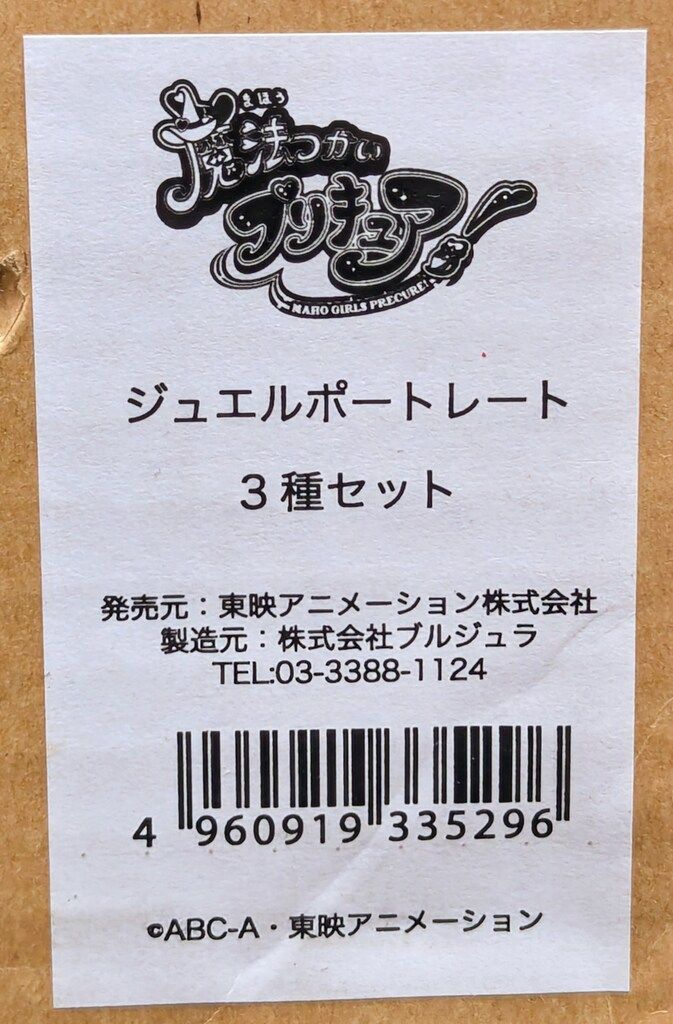 まほう
魔法つかい
プリキュア!
MAHO GIRLS PRECURE!
ジュエルポートレート
3種セット
発売元：東映アニメーション株式会社
製造元：株式会社ブルジュラ
TEL:03-3388-1124
4 960919 335296
©ABC-A・東映アニメーション